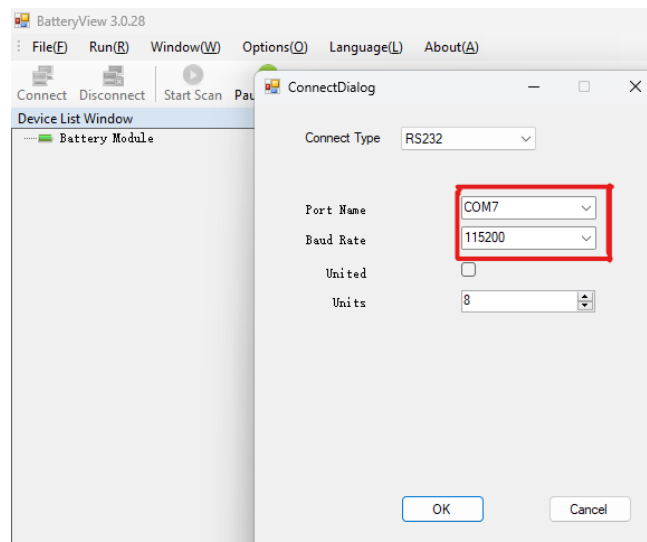 BatteryView 3.0.28
File(F) Run(R) Window(W) Options(O) Language(L) About(A)
Connect Disconnect Start Scan Pau
Device List Window
Battery Module
ConnectDialog
Connect Type RS232
Port Name COM7
Baud Rate 115200
United
Units 8
OK Cancel